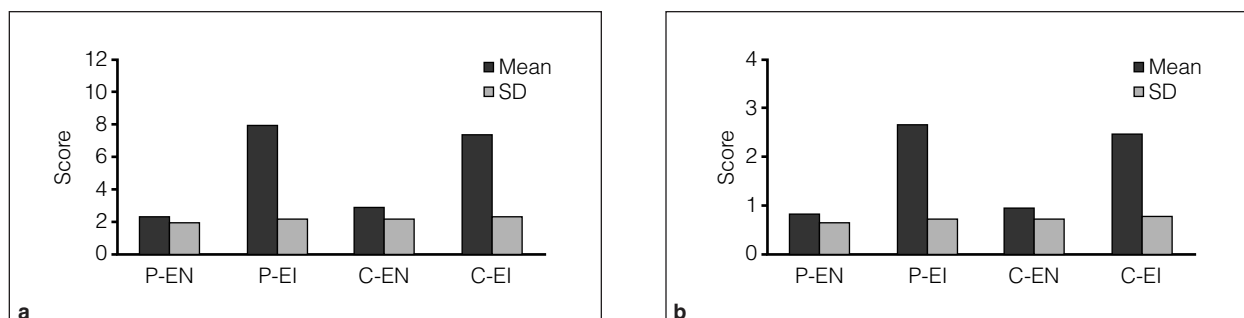 12
10
8
6
4
2
0
Score
Mean
SD
P-EN P-EI C-EN C-EI
a
4
3
2
1
0
Score
Mean
SD
P-EN P-EI C-EN C-EI
b